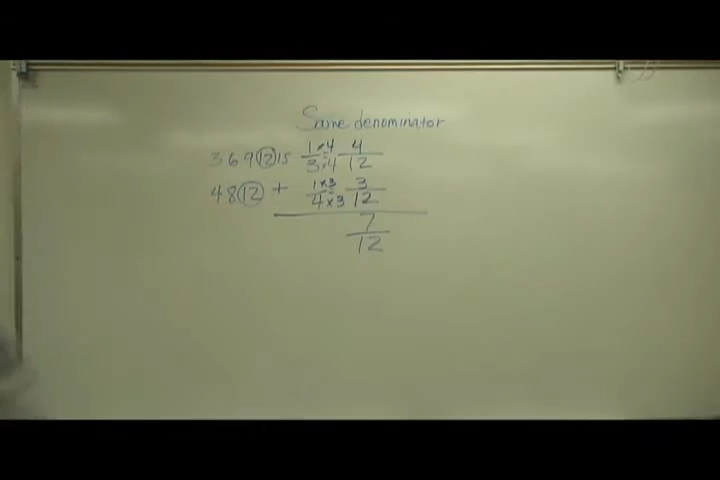 Same denominator
3 6 9 12 15 1×4/3×4 = 4/12
4 8 12 + 1×3/4×3 = 3/12
7/12